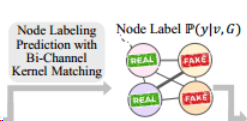 Node Labeling
Prediction with
Bi-Channel
Kernel Matching
Node Label ℙ(y|v, G)
REAL
FAKE
REAL
FAKE